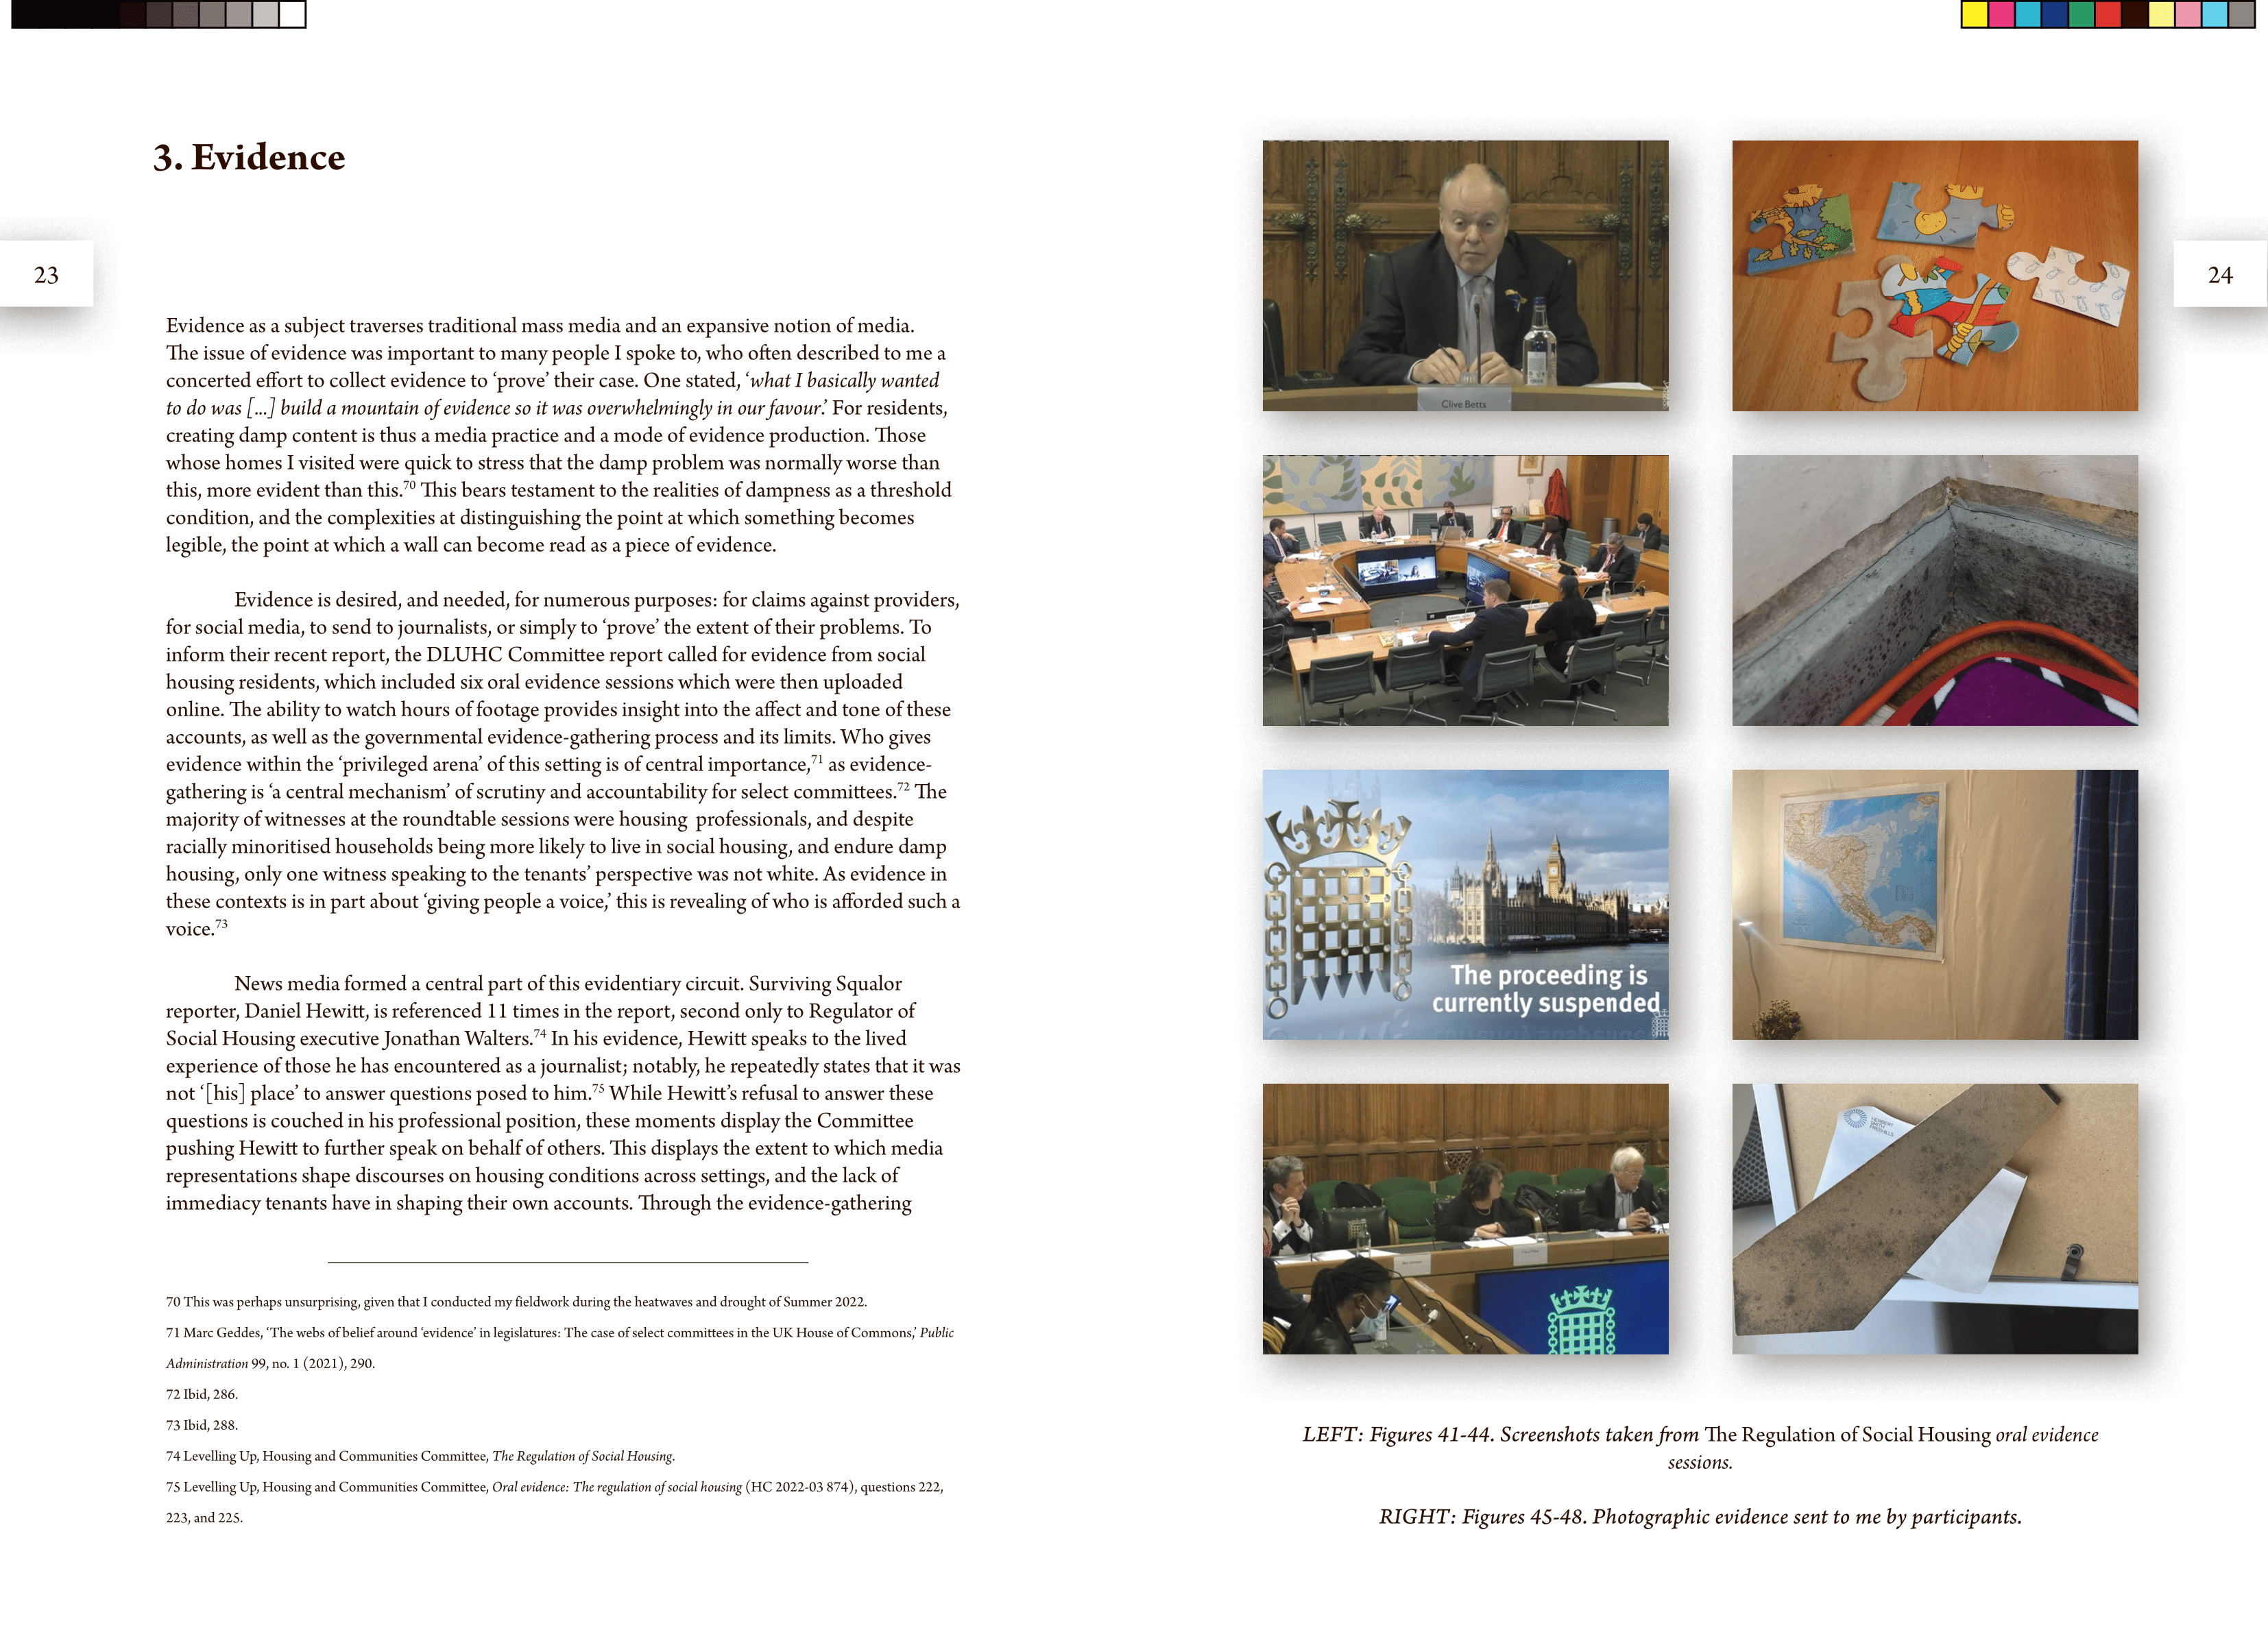 3. Evidence
23
Evidence as a subject traverses traditional mass media and an expansive notion of media.
The issue of evidence was important to many people I spoke to, who often described to me a
concerted effort to collect evidence to ‘prove’ their case. One stated, ‘what I basically wanted
to do was [...] build a mountain of evidence so it was overwhelmingly in our favour.’ For residents,
creating damp content is thus a media practice and a mode of evidence production. Those
whose homes I visited were quick to stress that the damp problem was normally worse than
this, more evident than this.70 This bears testament to the realities of dampness as a threshold
condition, and the complexities at distinguishing the point at which something becomes
legible, the point at which a wall can become read as a piece of evidence.
Evidence is desired, and needed, for numerous purposes: for claims against providers,
for social media, to send to journalists, or simply to ‘prove’ the extent of their problems. To
inform their recent report, the DLUHC Committee report called for evidence from social
housing residents, which included six oral evidence sessions which were then uploaded
online. The ability to watch hours of footage provides insight into the affect and tone of these
accounts, as well as the governmental evidence-gathering process and its limits. Who gives
evidence within the ‘privileged arena’ of this setting is of central importance,71 as evidence-
gathering is ‘a central mechanism’ of scrutiny and accountability for select committees.72 The
majority of witnesses at the roundtable sessions were housing professionals, and despite
racially minoritised households being more likely to live in social housing, and endure damp
housing, only one witness speaking to the tenants’ perspective was not white. As evidence in
these contexts is in part about ‘giving people a voice,’ this is revealing of who is afforded such a
voice.73
News media formed a central part of this evidentiary circuit. Surviving Squalor
reporter, Daniel Hewitt, is referenced 11 times in the report, second only to Regulator of
Social Housing executive Jonathan Walters.74 In his evidence, Hewitt speaks to the lived
experience of those he has encountered as a journalist; notably, he repeatedly states that it was
not ‘[his] place’ to answer questions posed to him.75 While Hewitt’s refusal to answer these
questions is couched in his professional position, these moments display the Committee
pushing Hewitt to further speak on behalf of others. This displays the extent to which media
representations shape discourses on housing conditions across settings, and the lack of
immediacy tenants have in shaping their own accounts. Through the evidence-gathering
70 This was perhaps unsurprising, given that I conducted my fieldwork during the heatwaves and drought of Summer 2022.
71 Marc Geddes, ‘The webs of belief around ‘evidence’ in legislatures: The case of select committees in the UK House of Commons,’ Public
Administration 99, no. 1 (2021), 290.
72 Ibid, 286.
73 Ibid, 288.
74 Levelling Up, Housing and Communities Committee, The Regulation of Social Housing.
75 Levelling Up, Housing and Communities Committee, Oral evidence: The regulation of social housing (HC 2022-03 874), questions 222,
223, and 225.
24
Clive Betts
The proceeding is
currently suspended
HERBERT
SMITH
FREEHILLS
LEFT: Figures 41-44. Screenshots taken from The Regulation of Social Housing oral evidence
sessions.
RIGHT: Figures 45-48. Photographic evidence sent to me by participants.